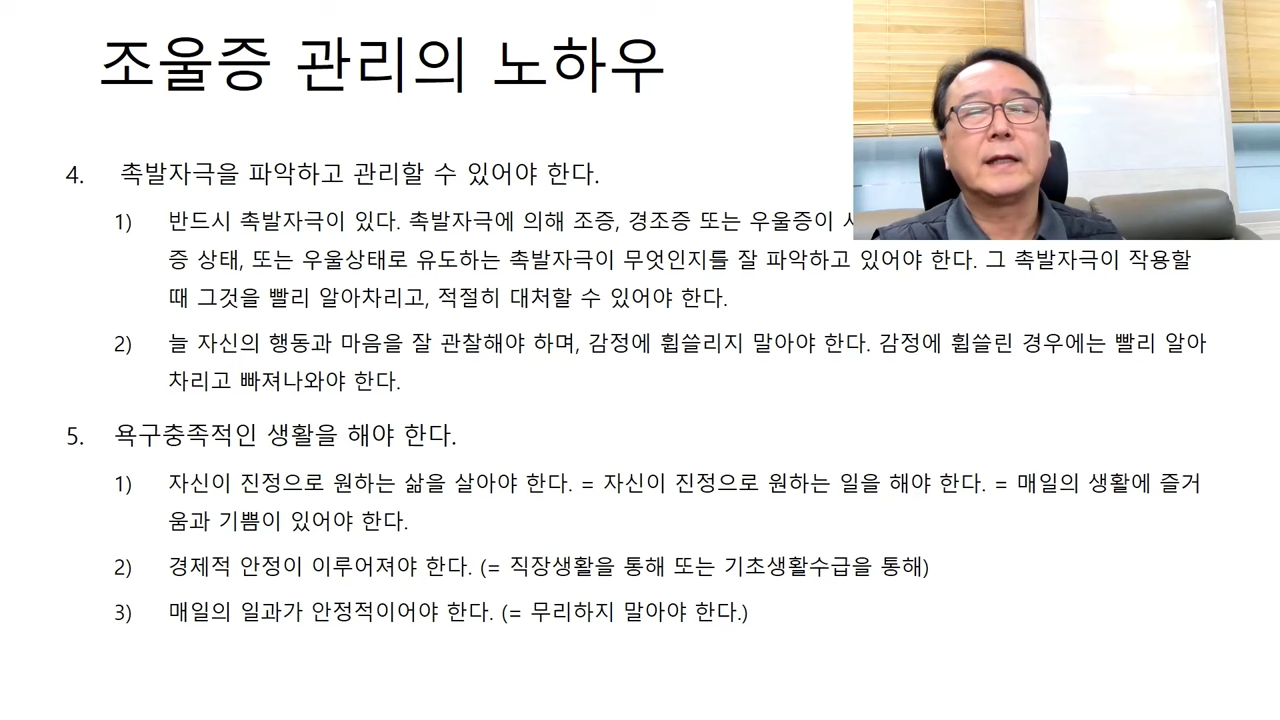 조울증 관리의 노하우
4. 촉발자극을 파악하고 관리할 수 있어야 한다.
1) 반드시 촉발자극이 있다. 촉발자극에 의해 조증, 경조증 또는 우울증이
증 상태, 또는 우울상태로 유도하는 촉발자극이 무엇인지를 잘 파악하고 있어야 한다. 그 촉발자극이 작용할
때 그것을 빨리 알아차리고, 적절히 대처할 수 있어야 한다.
2) 늘 자신의 행동과 마음을 잘 관찰해야 하며, 감정에 휩쓸리지 말아야 한다. 감정에 휩쓸린 경우에는 빨리 알아
차리고 빠져나와야 한다.
5. 욕구충족적인 생활을 해야 한다.
1) 자신이 진정으로 원하는 삶을 살아야 한다. = 자신이 진정으로 원하는 일을 해야 한다. = 매일의 생활에 즐거
움과 기쁨이 있어야 한다.
2) 경제적 안정이 이루어져야 한다. (= 직장생활을 통해 또는 기초생활수급을 통해)
3) 매일의 일과가 안정적이어야 한다. (= 무리하지 말아야 한다.)